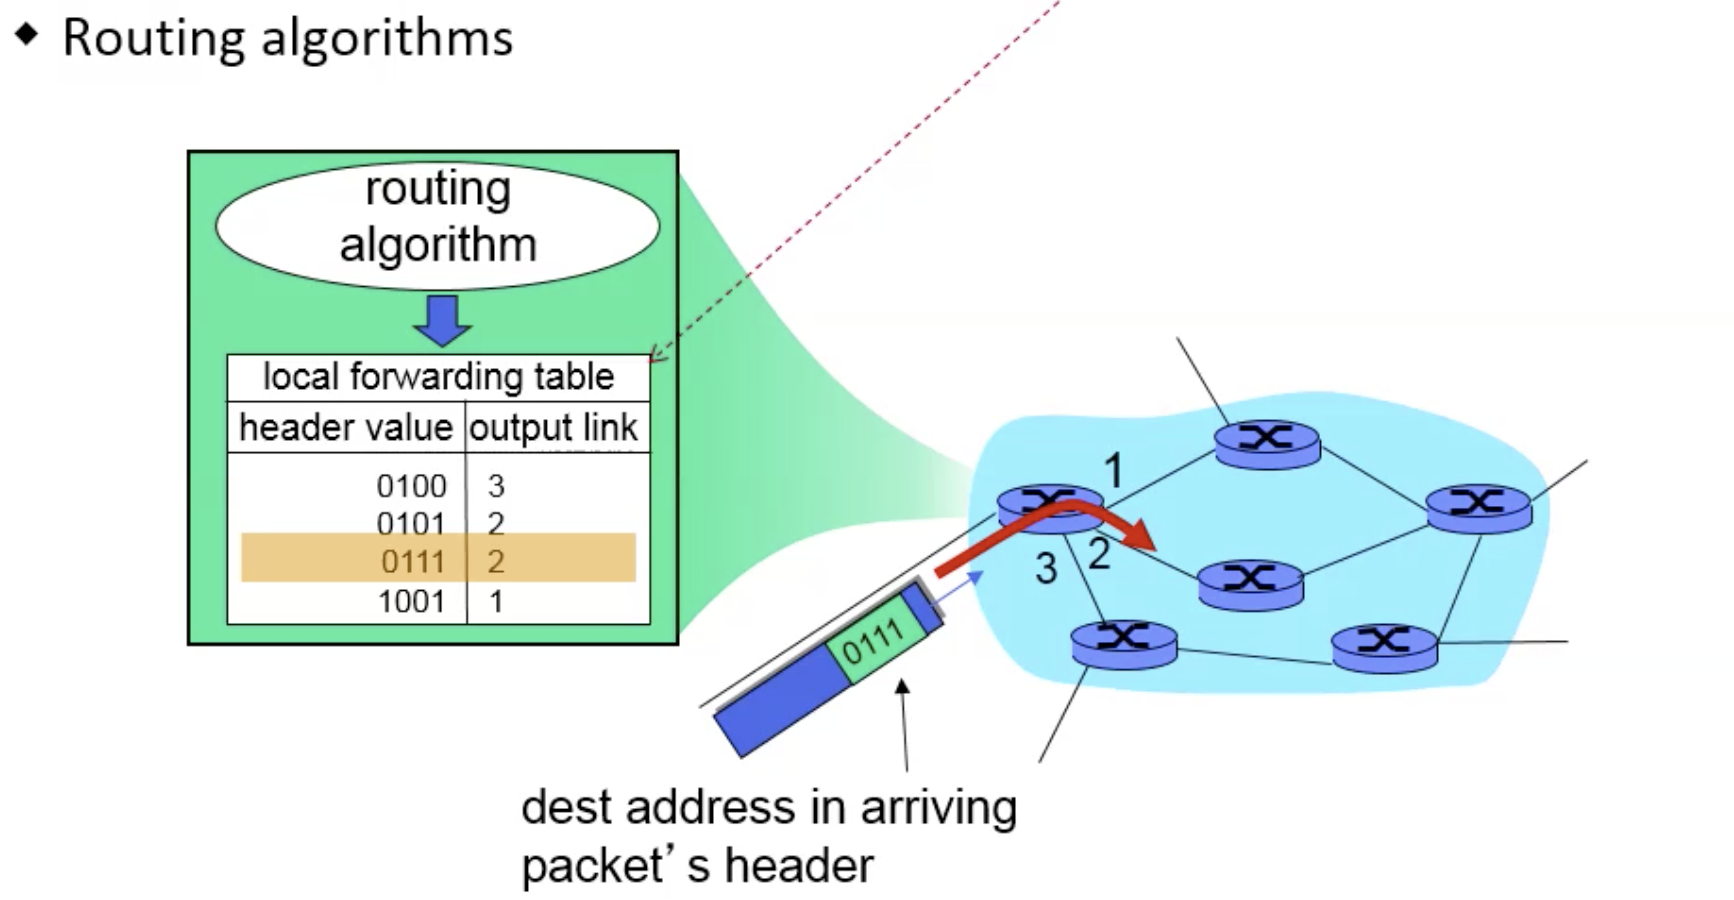 ◆ Routing algorithms
routing
algorithm
local forwarding table
header value output link
0100 3
0101 2
0111 2
1001 1
1
2
3
0111
dest address in arriving
packet’ s header